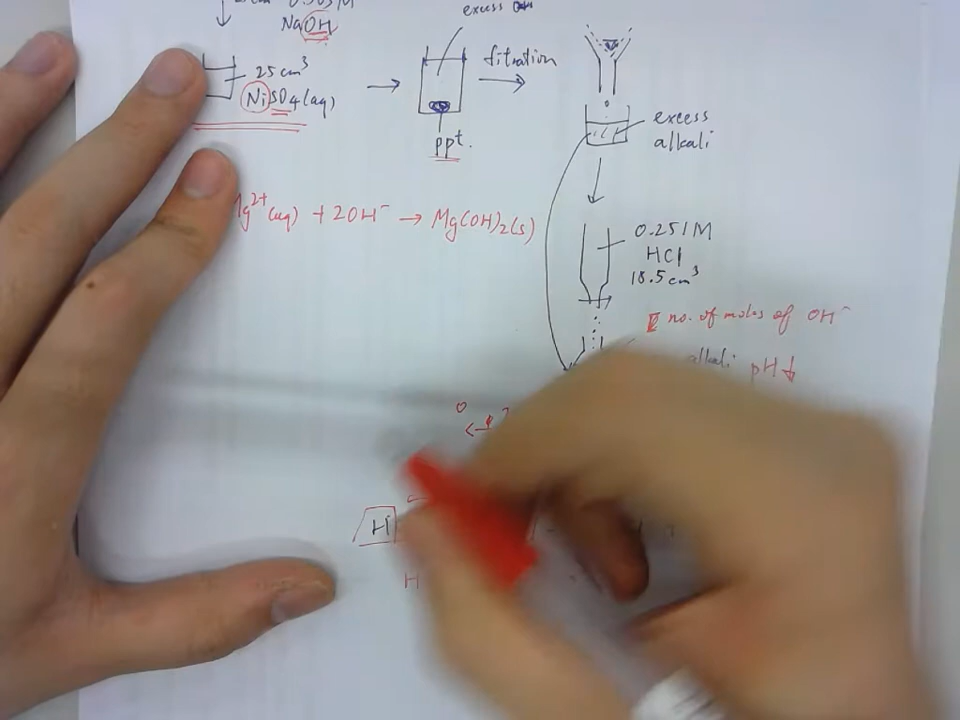 NaOH
excess
25 cm³
NiSO₄(aq)
ppt.
filtration
excess
alkali
Mg²⁺(aq) + 2OH⁻ → Mg(OH)₂(s)
0.251M
HCl
18.5 cm³
no. of moles of OH⁻
alkali pH ↓
H